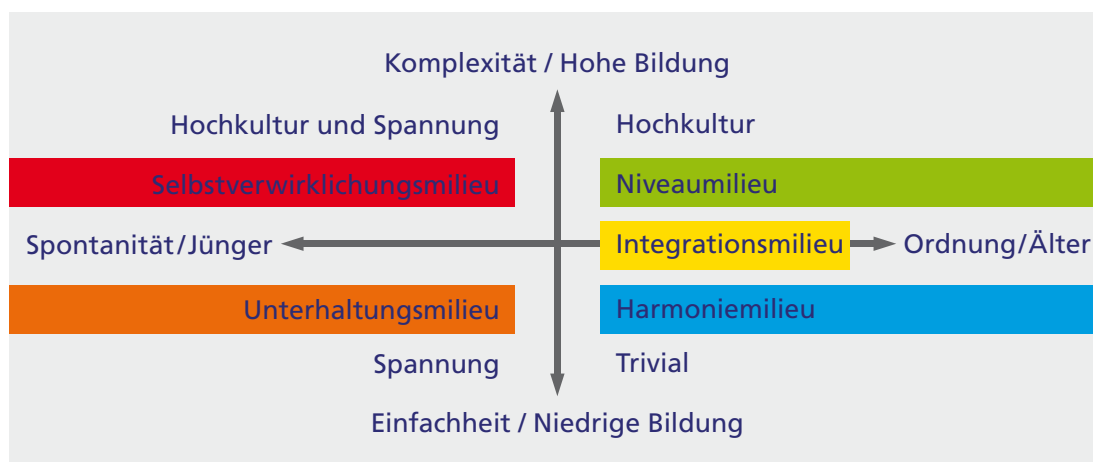 Komplexität / Hohe Bildung
Hochkultur und Spannung
Hochkultur
Selbstverwirklichungsmilieu
Niveaumilieu
Spontanität/Jünger
Integrationsmilieu
Ordnung/Älter
Unterhaltungsmilieu
Harmoniemilieu
Spannung
Trivial
Einfachheit / Niedrige Bildung